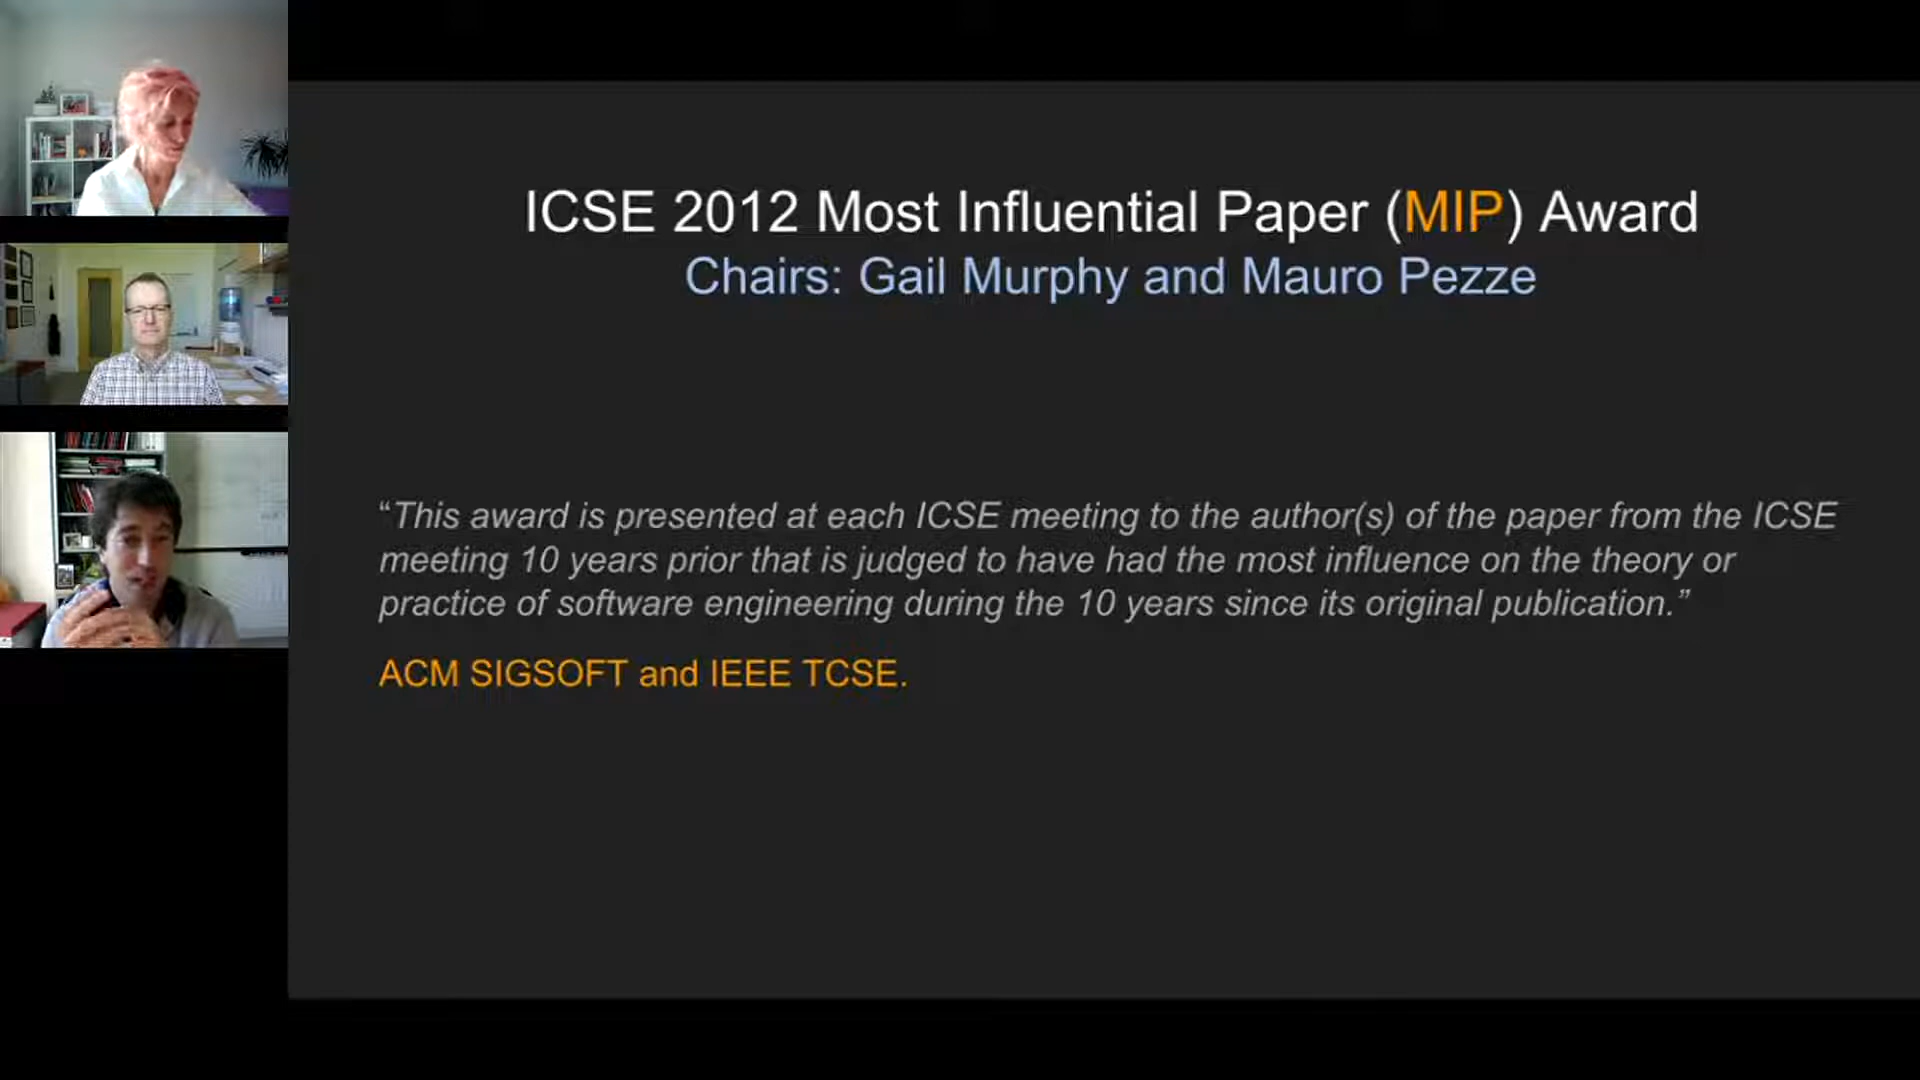 ICSE 2012 Most Influential Paper (MIP) Award
Chairs: Gail Murphy and Mauro Pezze
“This award is presented at each ICSE meeting to the author(s) of the paper from the ICSE
meeting 10 years prior that is judged to have had the most influence on the theory or
practice of software engineering during the 10 years since its original publication.”
ACM SIGSOFT and IEEE TCSE.